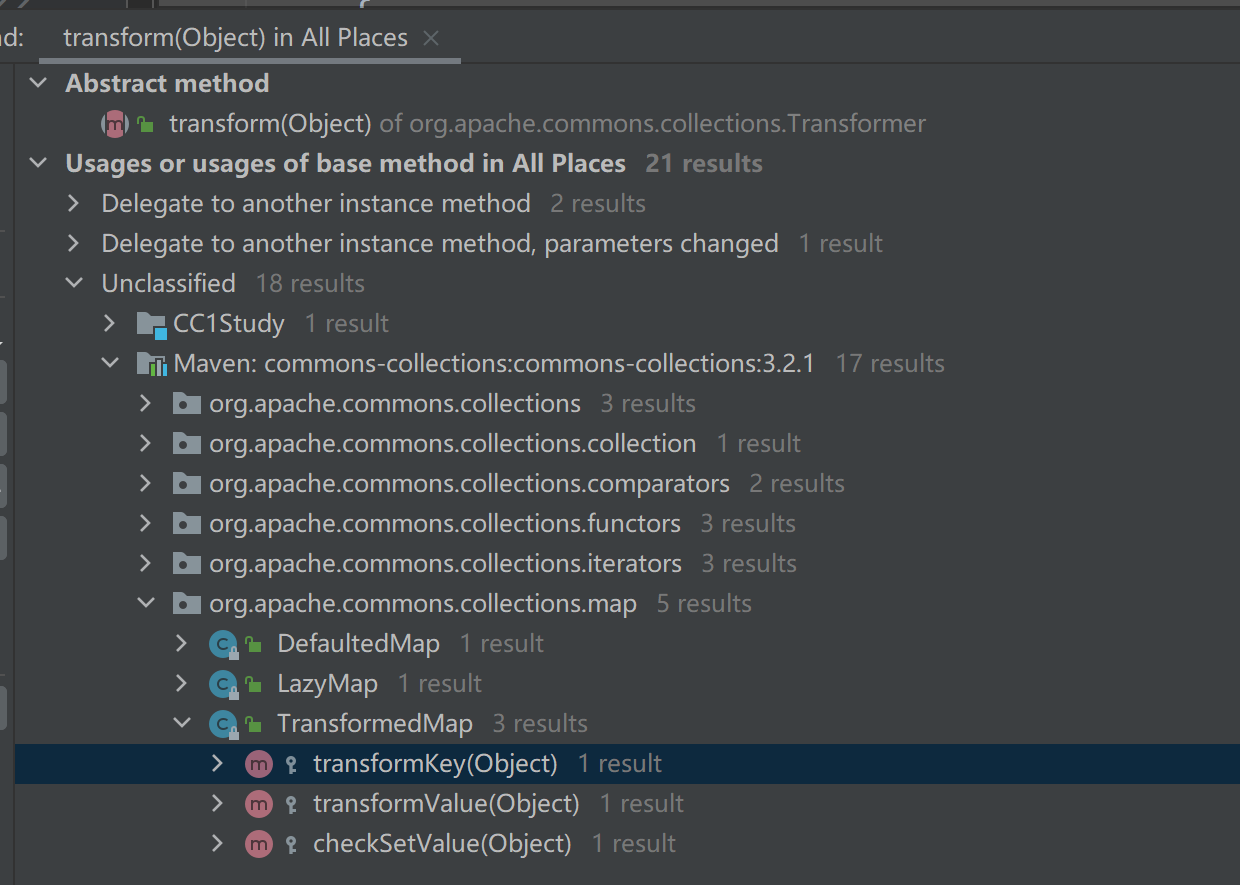 nd: transform(Object) in All Places
Abstract method
transform(Object) of org.apache.commons.collections.Transformer
Usages or usages of base method in All Places 21 results
Delegate to another instance method 2 results
Delegate to another instance method, parameters changed 1 result
Unclassified 18 results
CC1Study 1 result
Maven: commons-collections:commons-collections:3.2.1 17 results
org.apache.commons.collections 3 results
org.apache.commons.collections.collection 1 result
org.apache.commons.collections.comparators 2 results
org.apache.commons.collections.functors 3 results
org.apache.commons.collections.iterators 3 results
org.apache.commons.collections.map 5 results
DefaultedMap 1 result
LazyMap 1 result
TransformedMap 3 results
transformKey(Object) 1 result
transformValue(Object) 1 result
checkSetValue(Object) 1 result